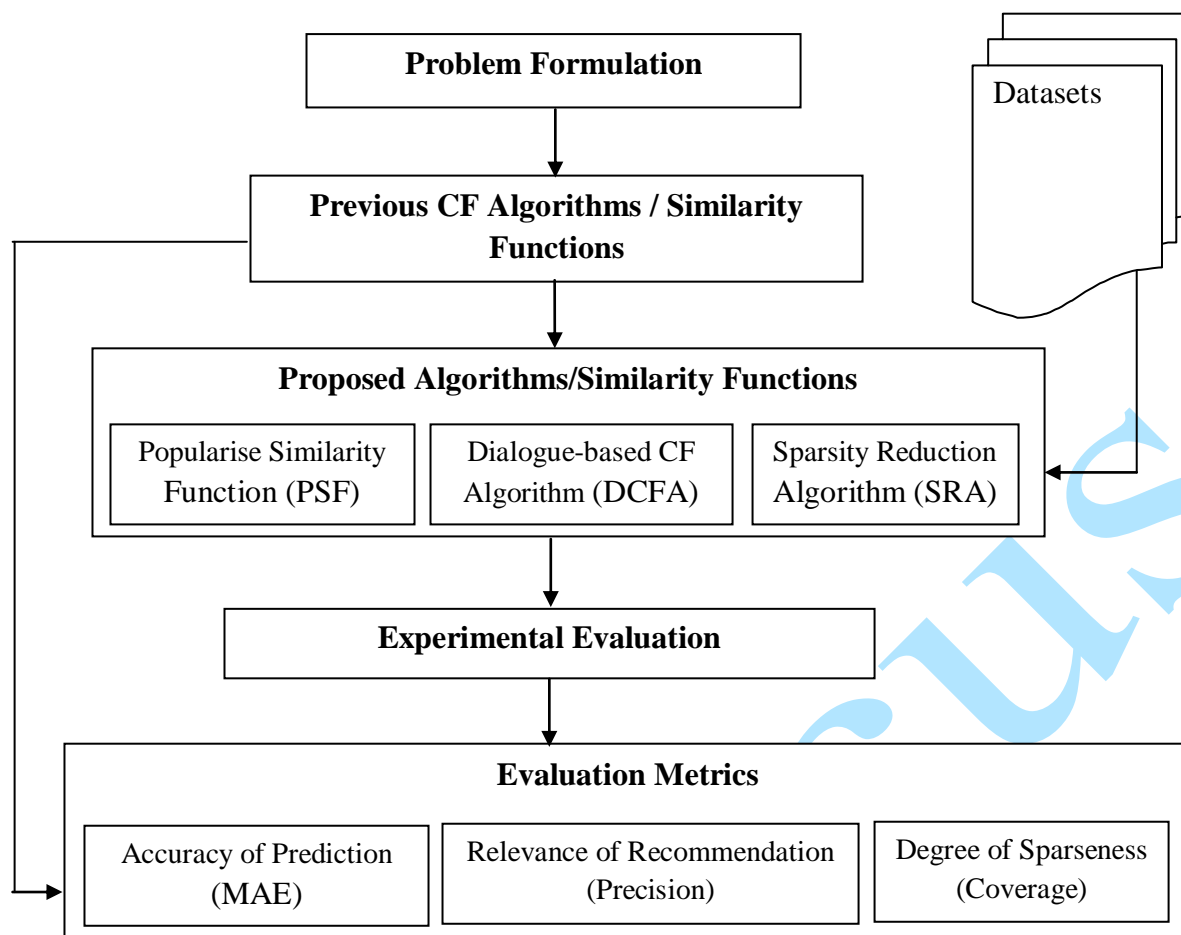 Problem Formulation
Datasets
Previous CF Algorithms / Similarity
Functions
Proposed Algorithms/Similarity Functions
Popularise Similarity
Function (PSF)
Dialogue-based CF
Algorithm (DCFA)
Sparsity Reduction
Algorithm (SRA)
Experimental Evaluation
Evaluation Metrics
Accuracy of Prediction
(MAE)
Relevance of Recommendation
(Precision)
Degree of Sparseness
(Coverage)